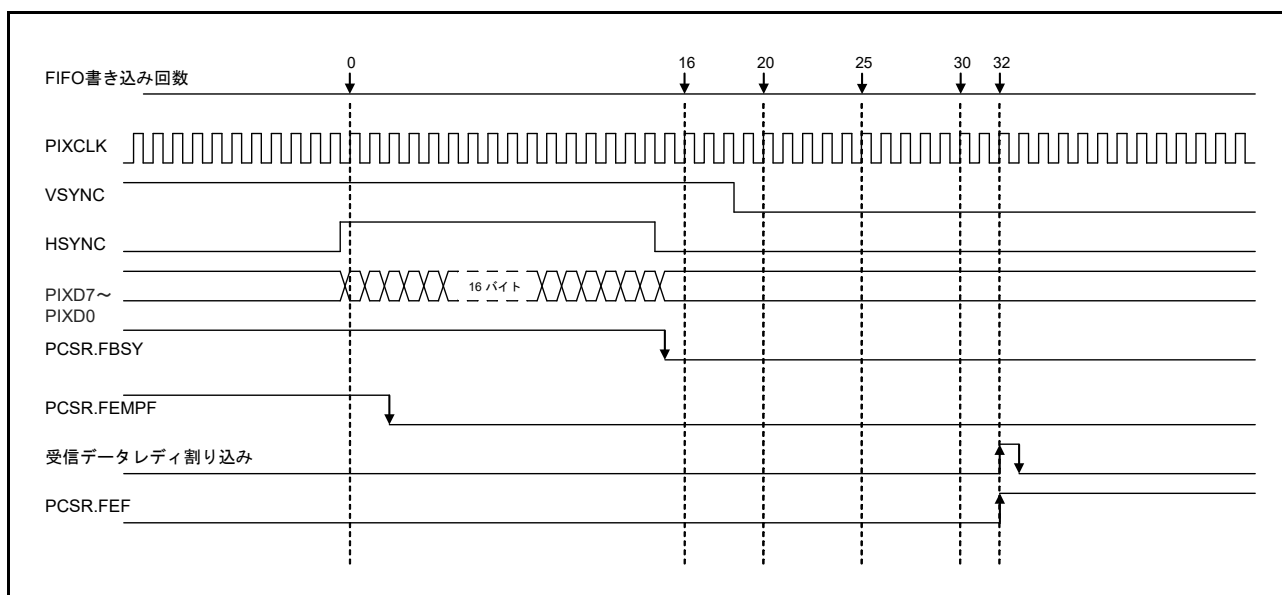 0 16 20 25 30 32
FIFO書き込み回数
PIXCLK
VSYNC
HSYNC
16 バイト
PIXD7～
PIXD0
PCSR.FBSY
PCSR.FEMPF
受信データレディ割り込み
PCSR.FEF